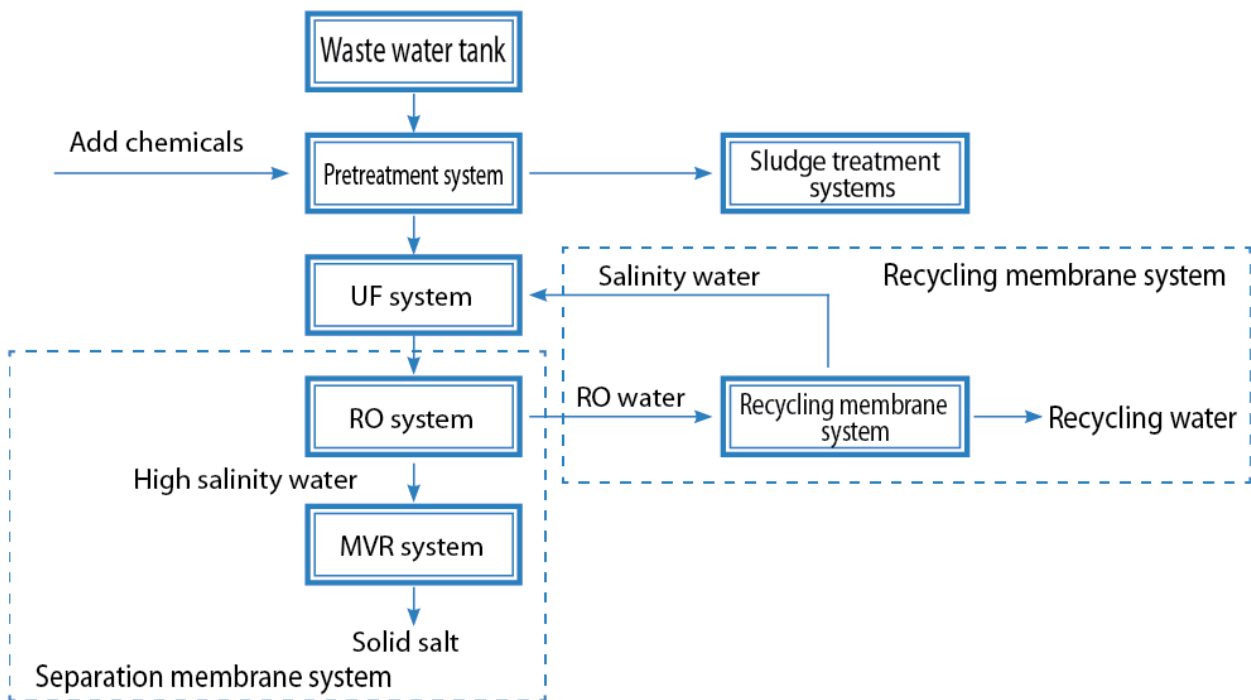 Waste water tank
Add chemicals
Pretreatment system
Sludge treatment
systems
Salinity water
Recycling membrane system
UF system
RO system
RO water
Recycling membrane
system
Recycling water
High salinity water
MVR system
Solid salt
Separation membrane system